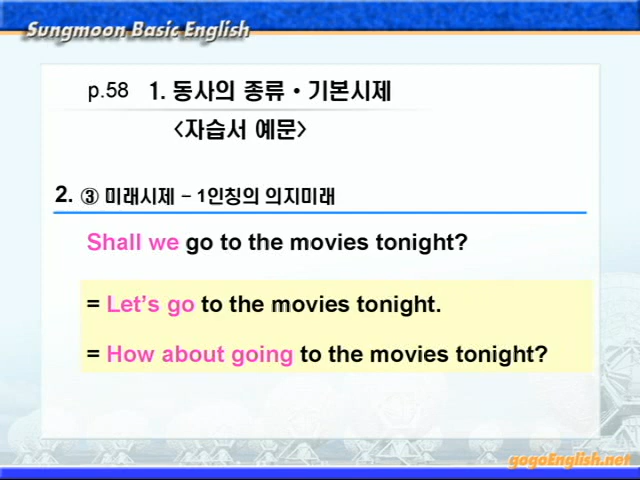 Sungmoon Basic English
p.58 1. 동사의 종류 • 기본시제
<자습서 예문>
2. ③ 미래시제 - 1인칭의 의지미래
Shall we go to the movies tonight?
= Let's go to the movies tonight.
= How about going to the movies tonight?
gogoEnglish.net